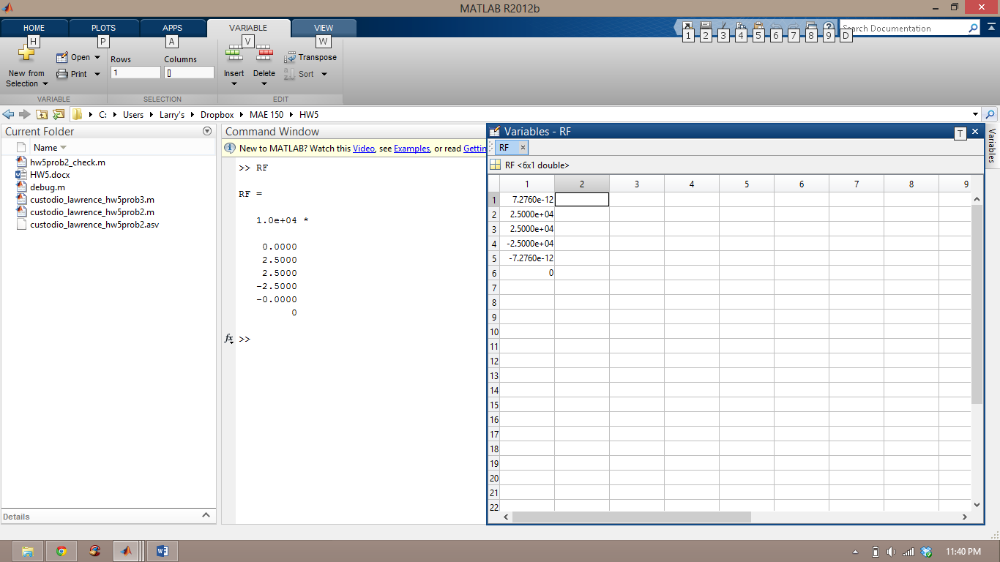 MATLAB R2012b
HOME PLOTS APPS VARIABLE VIEW
1 2 3 4 5 6 7 8 9 D
Search Documentation
H P A V W
New from Selection
Open
Print
Rows Columns
1 []
Insert Delete
Transpose
Sort
VARIABLE SELECTION EDIT
C: Users Larry's Dropbox MAE 150 HW5
Current Folder
Name
hw5prob2_check.m
HW5.docx
debug.m
custodio_lawrence_hw5prob3.m
custodio_lawrence_hw5prob2.m
custodio_lawrence_hw5prob2.asv
Details
Command Window
New to MATLAB? Watch this Video, see Examples, or read Gettin
>> RF
RF =
1.0e+04 *
0.0000
2.5000
2.5000
-2.5000
-0.0000
0
fx >>
Variables - RF
T
Variables
RF
RF <6x1 double>
1 2 3 4 5 6 7 8 9
1 7.2760e-12
2 2.5000e+04
3 2.5000e+04
4 -2.5000e+04
5 -7.2760e-12
6 0
7
8
9
10
11
12
13
14
15
16
17
18
19
20
21
22
11:40 PM